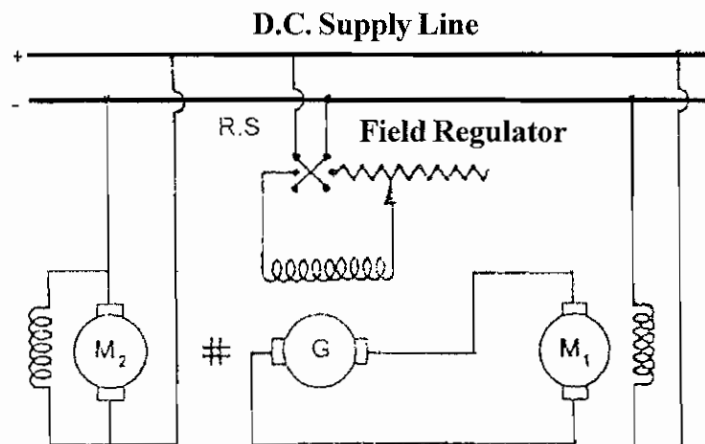 D.C. Supply Line
+
-
R.S
Field Regulator
M₂
G
M₁